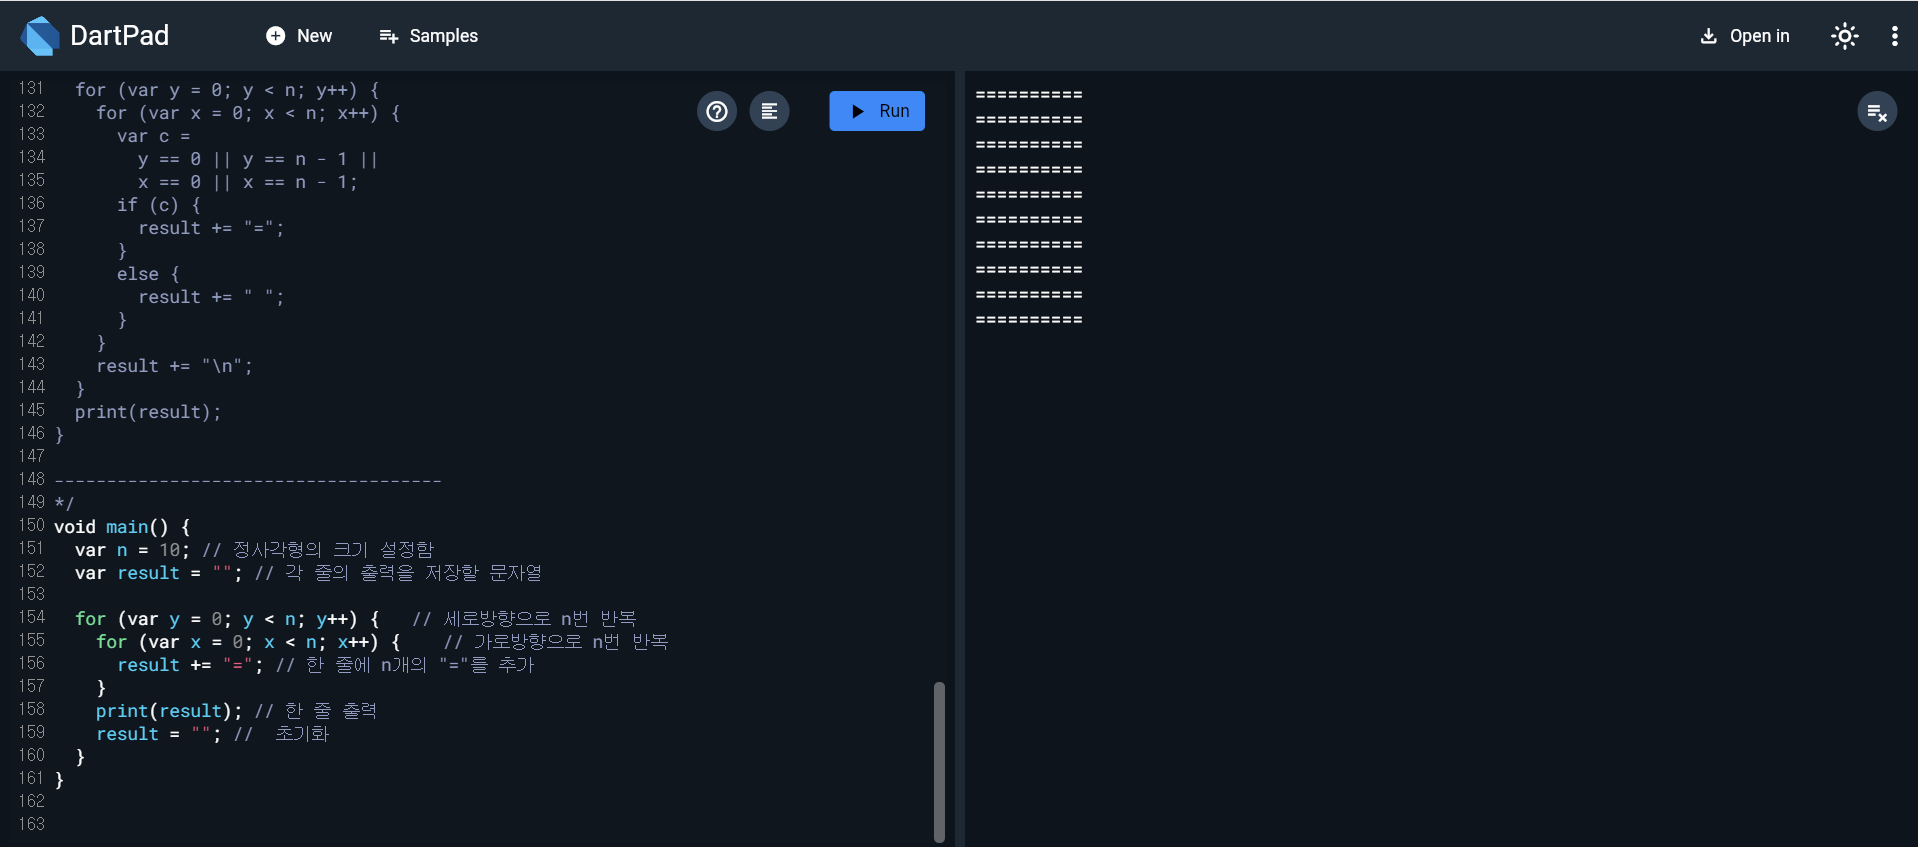 DartPad New Samples Open in
131 for (var y = 0; y < n; y++) {
132 for (var x = 0; x < n; x++) {
133 var c =
134 y == 0 || y == n - 1 ||
135 x == 0 || x == n - 1;
136 if (c) {
137 result += "=";
138 }
139 else {
140 result += " ";
141 }
142 }
143 result += "\n";
144 }
145 print(result);
146 }
147
148 -------------------------------------
149 */
150 void main() {
151 var n = 10; // 정사각형의 크기 설정함
152 var result = ""; // 각 줄의 출력을 저장할 문자열
153
154 for (var y = 0; y < n; y++) { // 세로방향으로 n번 반복
155 for (var x = 0; x < n; x++) { // 가로방향으로 n번 반복
156 result += "="; // 한 줄에 n개의 "="를 추가
157 }
158 print(result); // 한 줄 출력
159 result = ""; // 초기화
160 }
161 }
162
163
Run
==========
==========
==========
==========
==========
==========
==========
==========
==========
==========